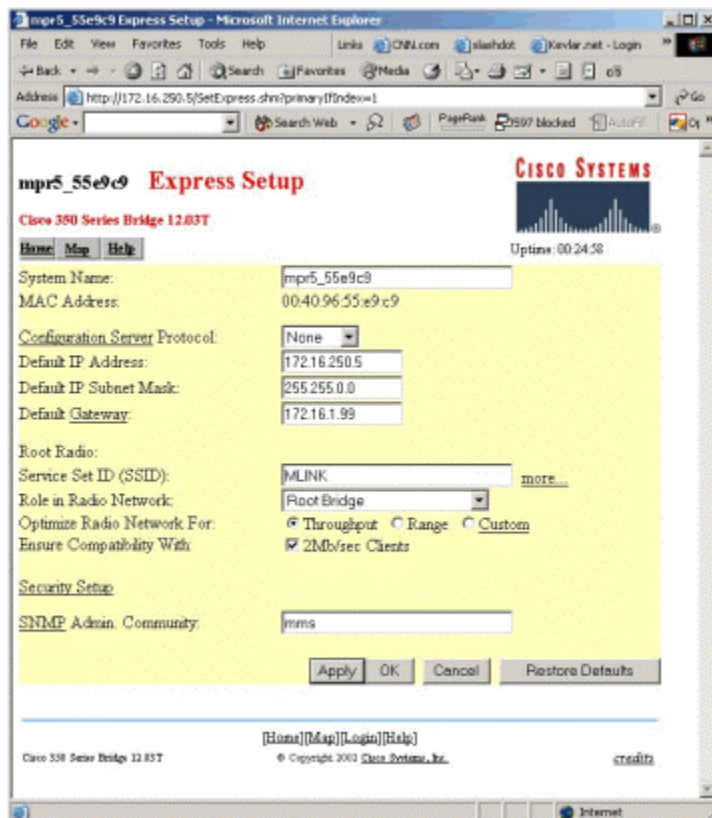 mpr5_55e9c9 Express Setup - Microsoft Internet Explorer
File Edit View Favorites Tools Help Links CNN.com slashdot Kevlar.net - Login »
Back Search Favorites Media
Address http://172.16.250.5/SetExpress.shm?primaryIfIndex=1 Go
Google Search Web PageRank 597 blocked AutoFill
mpr5_55e9c9 Express Setup
CISCO SYSTEMS
Cisco 350 Series Bridge 12.03T
Home Map Help
Uptime: 00:24:58
System Name: mpr5_55e9c9
MAC Address: 00:40:96:55:e9:c9
Configuration Server Protocol: None
Default IP Address: 172.16.250.5
Default IP Subnet Mask: 255.255.0.0
Default Gateway: 172.16.1.99
Root Radio:
Service Set ID (SSID): MLINK more...
Role in Radio Network: Root Bridge
Optimize Radio Network For: Throughput Range Custom
Ensure Compatibility With: 2Mb/sec Clients
Security Setup
SNMP Admin. Community: mms
Apply OK Cancel Restore Defaults
[Home][Map][Login][Help]
Cisco 350 Series Bridge 12.03T © Copyright 2002 Cisco Systems, Inc. credits
Internet